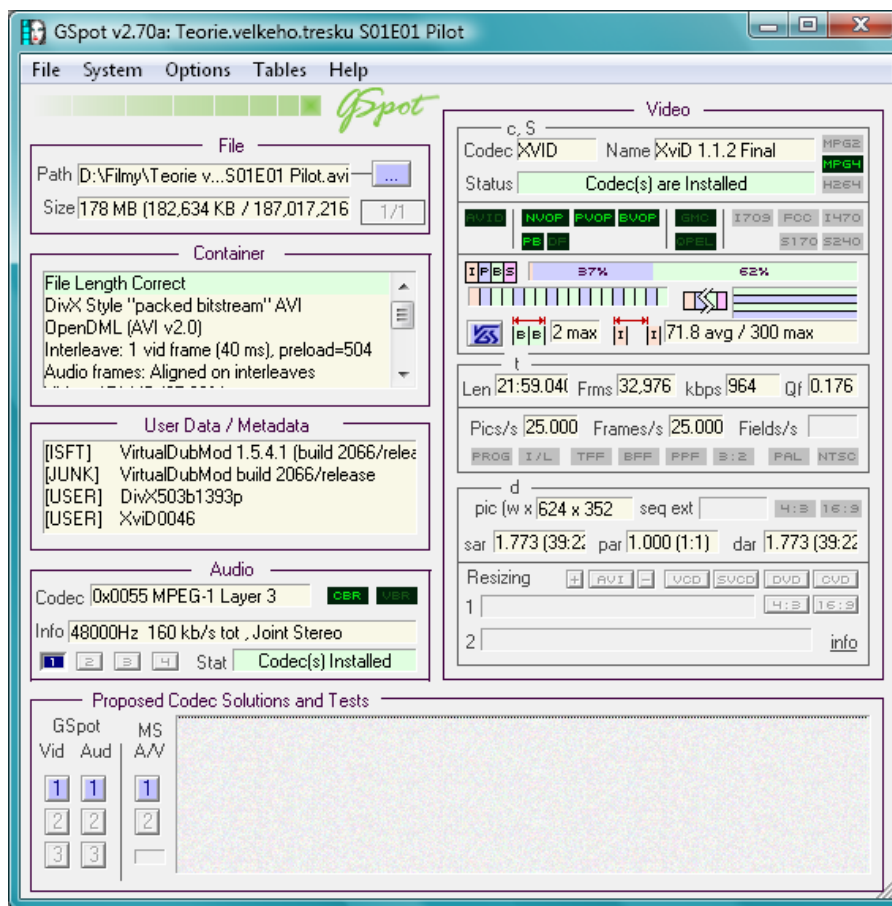 GSpot v2.70a: Teorie.velkeho.tresku S01E01 Pilot
File System Options Tables Help
GSpot
File
Path D:\Filmy\Teorie v...S01E01 Pilot.avi ...
Size 178 MB (182,634 KB / 187,017,216 1/1
Container
File Length Correct
DivX Style "packed bitstream" AVI
OpenDML (AVI v2.0)
Interleave: 1 vid frame (40 ms), preload=504
Audio frames: Aligned on interleaves
User Data / Metadata
[ISFT] VirtualDubMod 1.5.4.1 (build 2066/relea
[JUNK] VirtualDubMod build 2066/release
[USER] DivX503b1393p
[USER] XviD0046
Audio
Codec 0x0055 MPEG-1 Layer 3 CBR VBR
Info 48000Hz 160 kb/s tot , Joint Stereo
1 2 3 4 Stat Codec(s) Installed
Video
c, S
Codec XVID Name XviD 1.1.2 Final MPG2
MPG4
Status Codec(s) are Installed H264
AVID NVOP PVOP BVOP GMC I709 FCC I470
PB DP QPEL S170 S240
I P B S 37% 62%
B B 2 max I I 71.8 avg / 300 max
t
Len 21:59.04( Frms 32,976 kbps 964 Qf 0.176
Pics/s 25.000 Frames/s 25.000 Fields/s
PROG I/L TFF BFF PPF 3:2 PAL NTSC
d
pic (w x 624 x 352 seq ext 4:3 16:9
sar 1.773 (39:22 par 1.000 (1:1) dar 1.773 (39:22
Resizing + AVI - VCD SVCD DVD CVD
1 4:3 16:9
2 info
Proposed Codec Solutions and Tests
GSpot MS
Vid Aud A/V
1 1 1
2 2 2
3 3